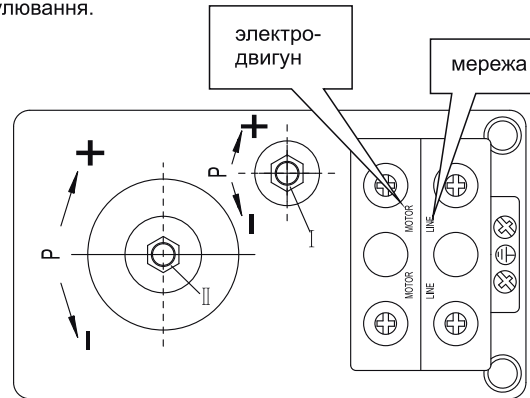 улювання.
электро-
двигун
мережа
+
+
P
I
MOTOR
LINE
P
II
MOTOR
LINE
-
-